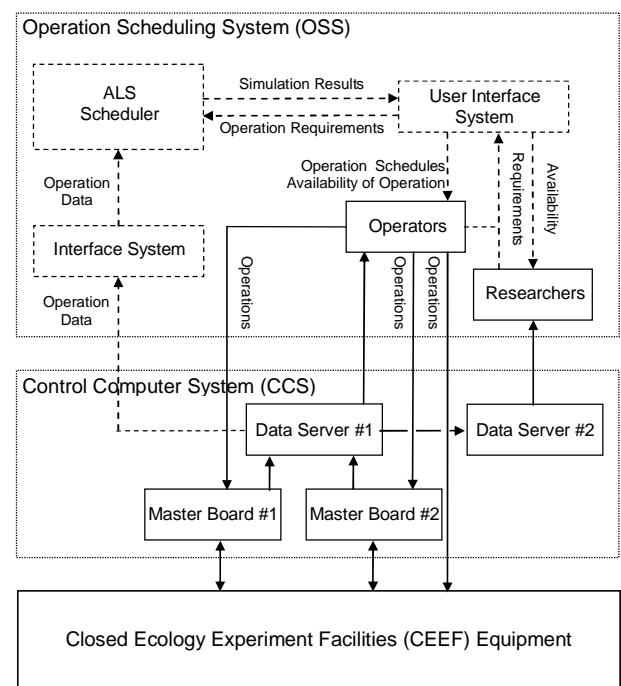 Operation Scheduling System (OSS)
ALS
Scheduler
Simulation Results
Operation Requirements
User Interface
System
Operation Schedules
Availability of Operation
Requirements
Availability
Operation
Data
Operators
Interface System
Operation
Data
Operations
Operations
Operations
Researchers
Control Computer System (CCS)
Data Server #1
Data Server #2
Master Board #1
Master Board #2
Closed Ecology Experiment Facilities (CEEF) Equipment